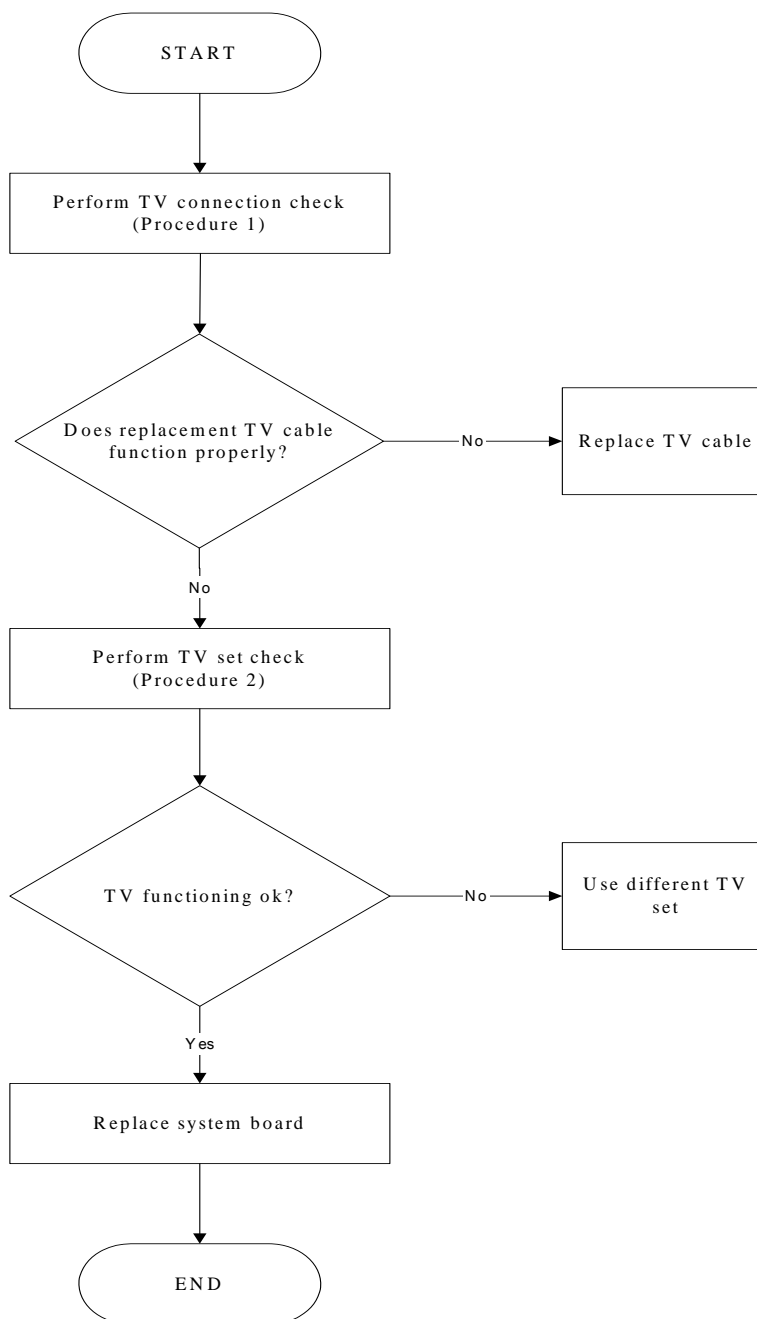 START
Perform TV connection check
(Procedure 1)
Does replacement TV cable
function properly?
No
Replace TV cable
No
Perform TV set check
(Procedure 2)
TV functioning ok?
No
Use different TV
set
Yes
Replace system board
END